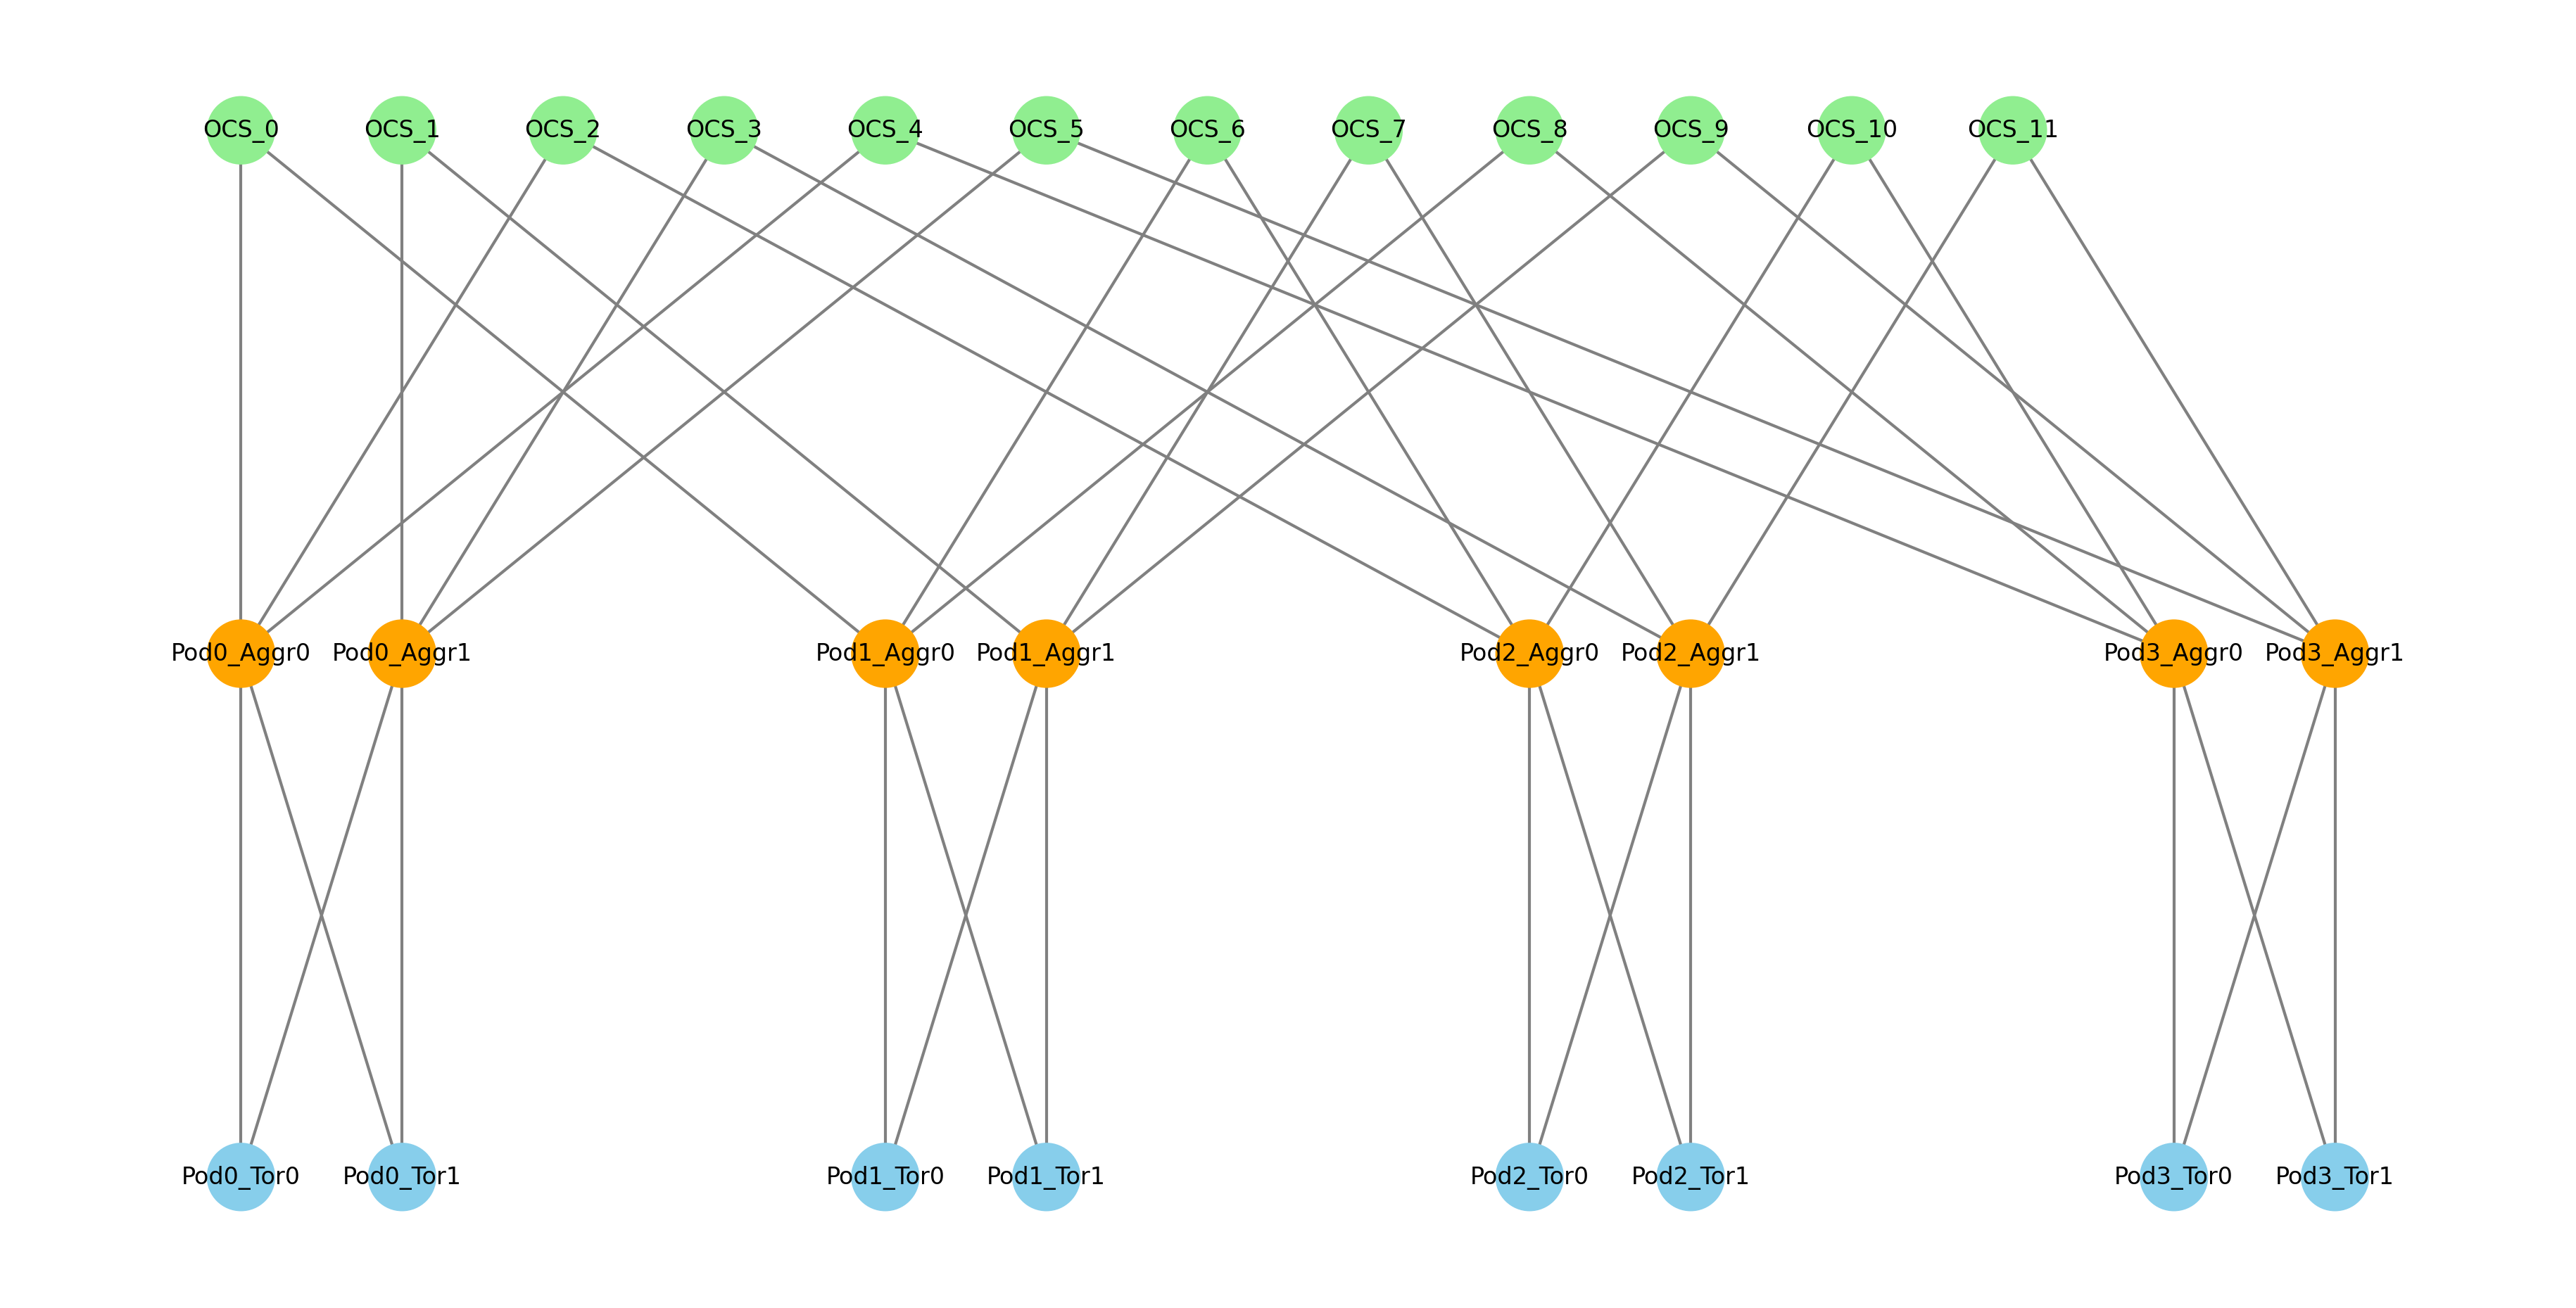 OCS_0 OCS_1 OCS_2 OCS_3 OCS_4 OCS_5 OCS_6 OCS_7 OCS_8 OCS_9 OCS_10 OCS_11
Pod0_Aggr0 Pod0_Aggr1 Pod1_Aggr0 Pod1_Aggr1 Pod2_Aggr0 Pod2_Aggr1 Pod3_Aggr0 Pod3_Aggr1
Pod0_Tor0 Pod0_Tor1 Pod1_Tor0 Pod1_Tor1 Pod2_Tor0 Pod2_Tor1 Pod3_Tor0 Pod3_Tor1